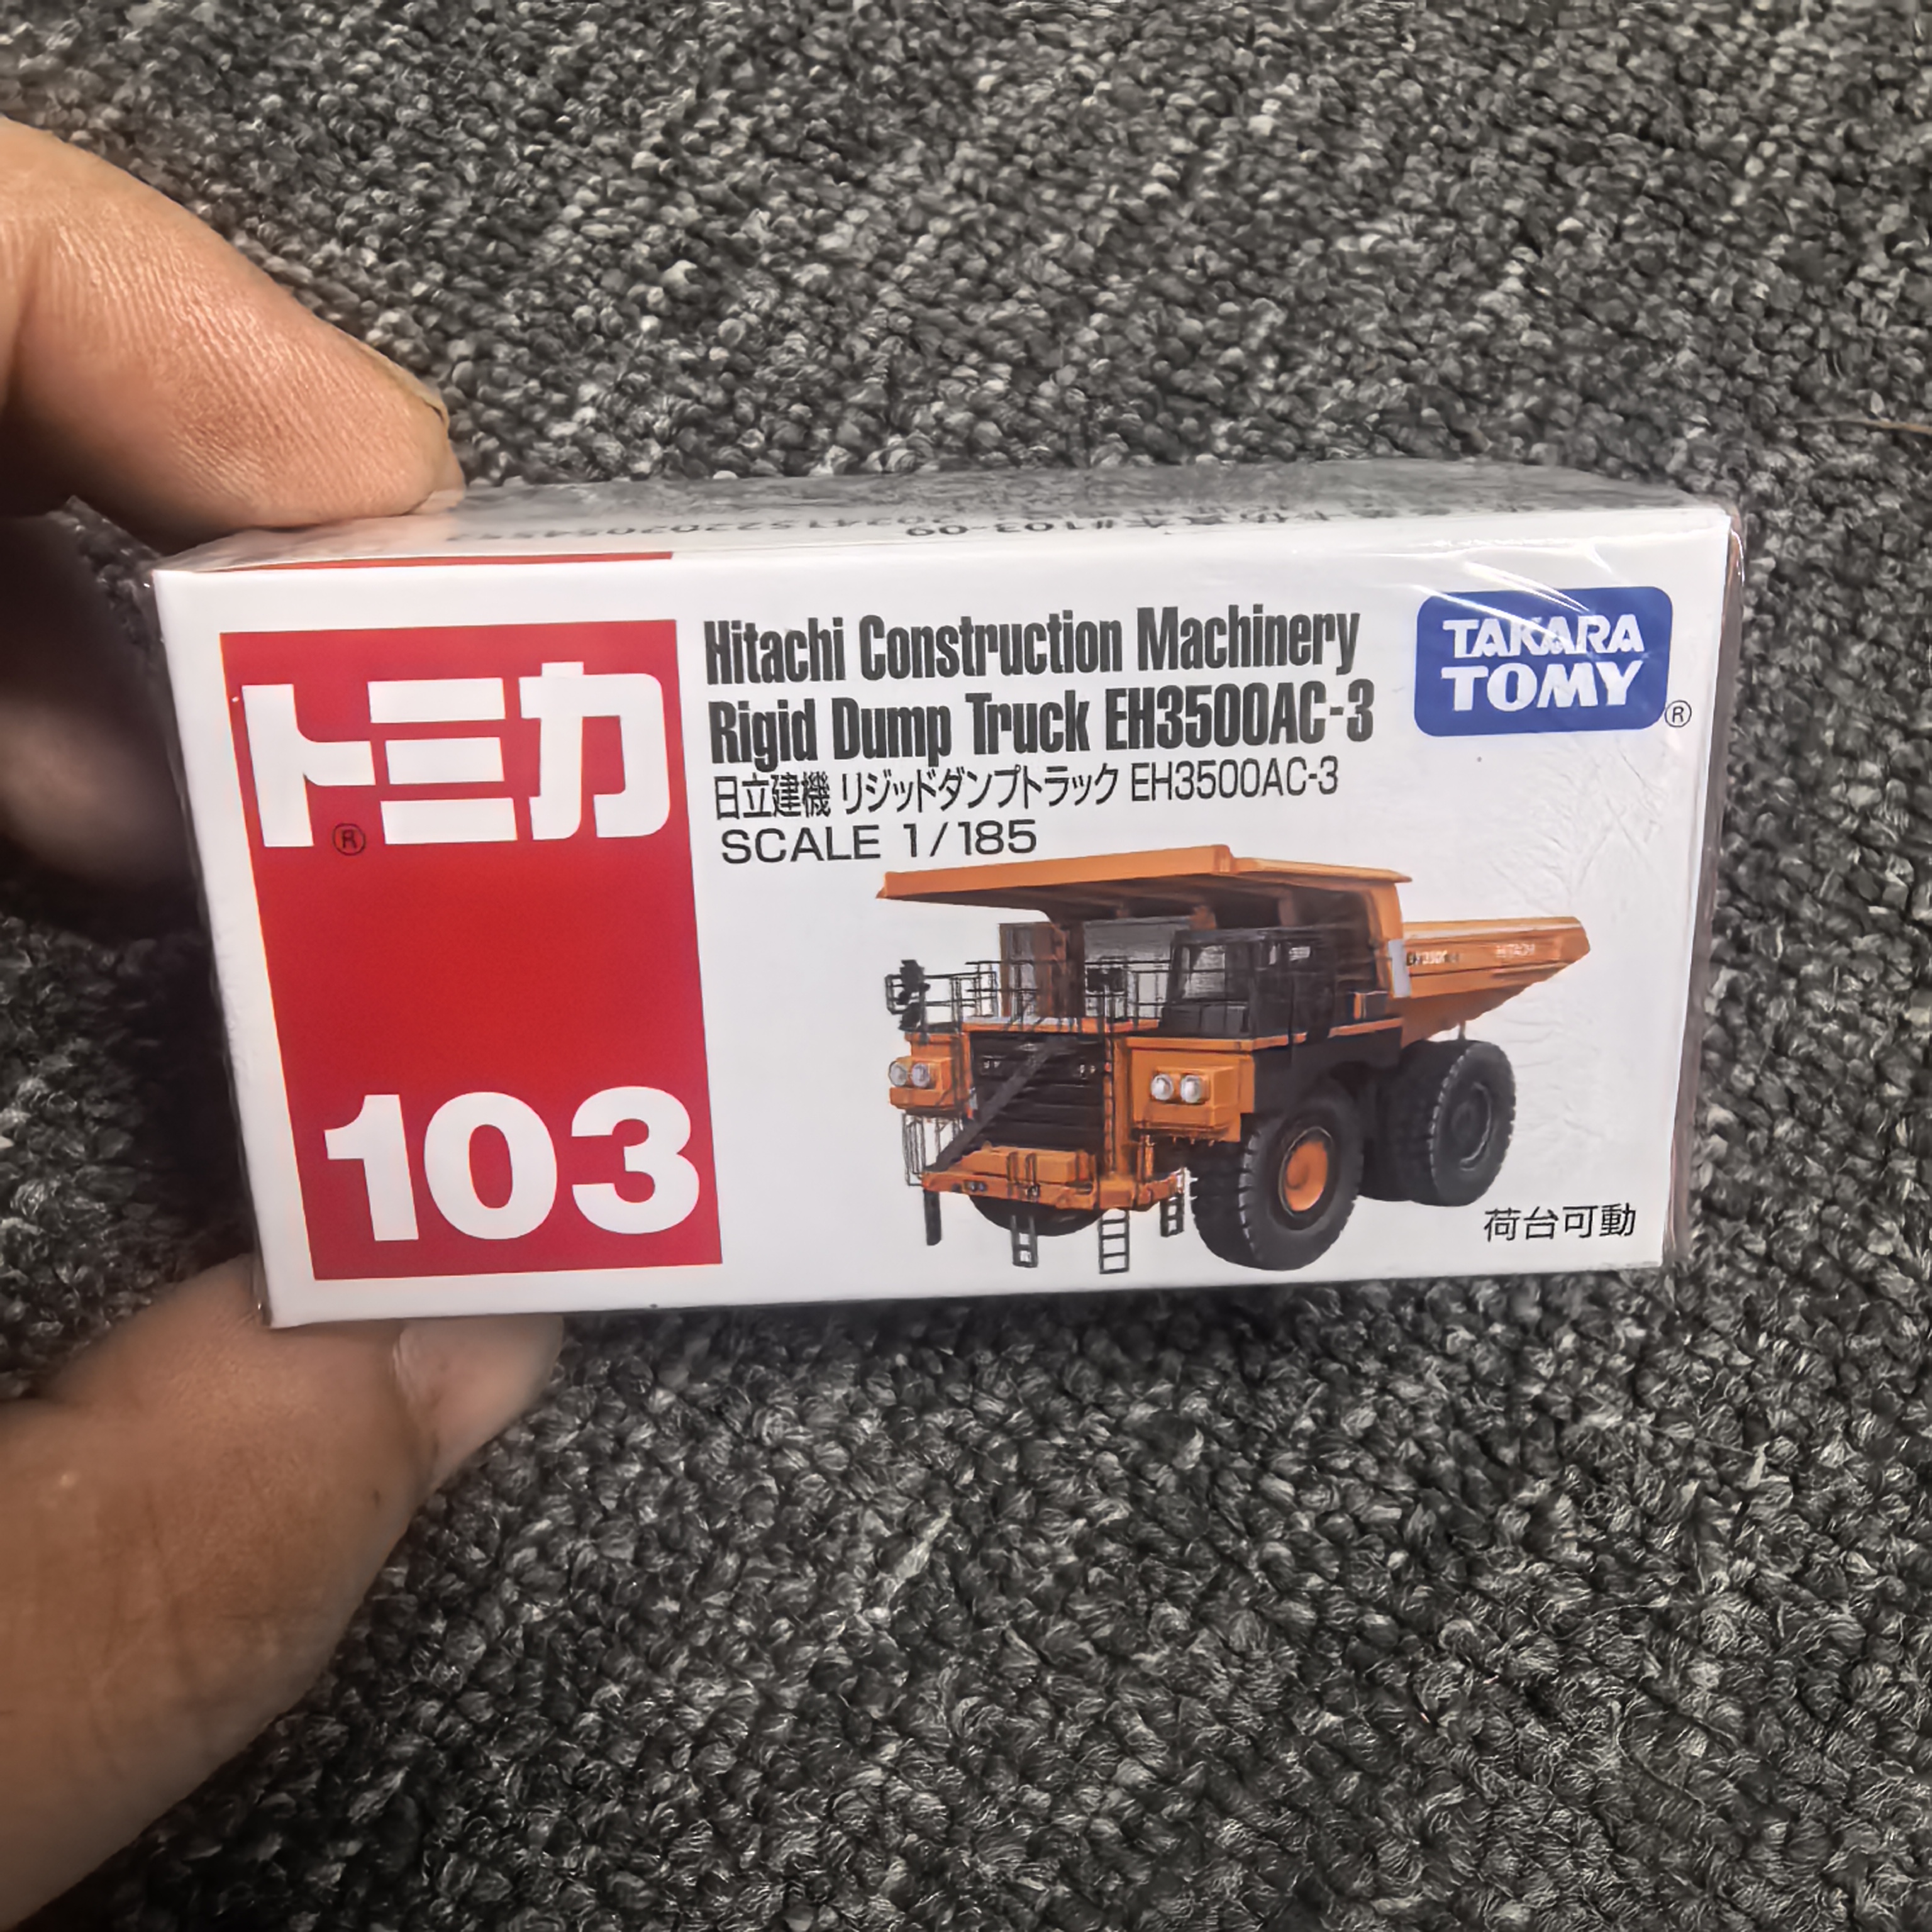 トミカ
®
103
Hitachi Construction Machinery
Rigid Dump Truck EH3500AC-3
日立建機 リジッドダンプトラック EH3500AC-3
SCALE 1/185
TAKARA
TOMY
®
HITACHI
荷台可動